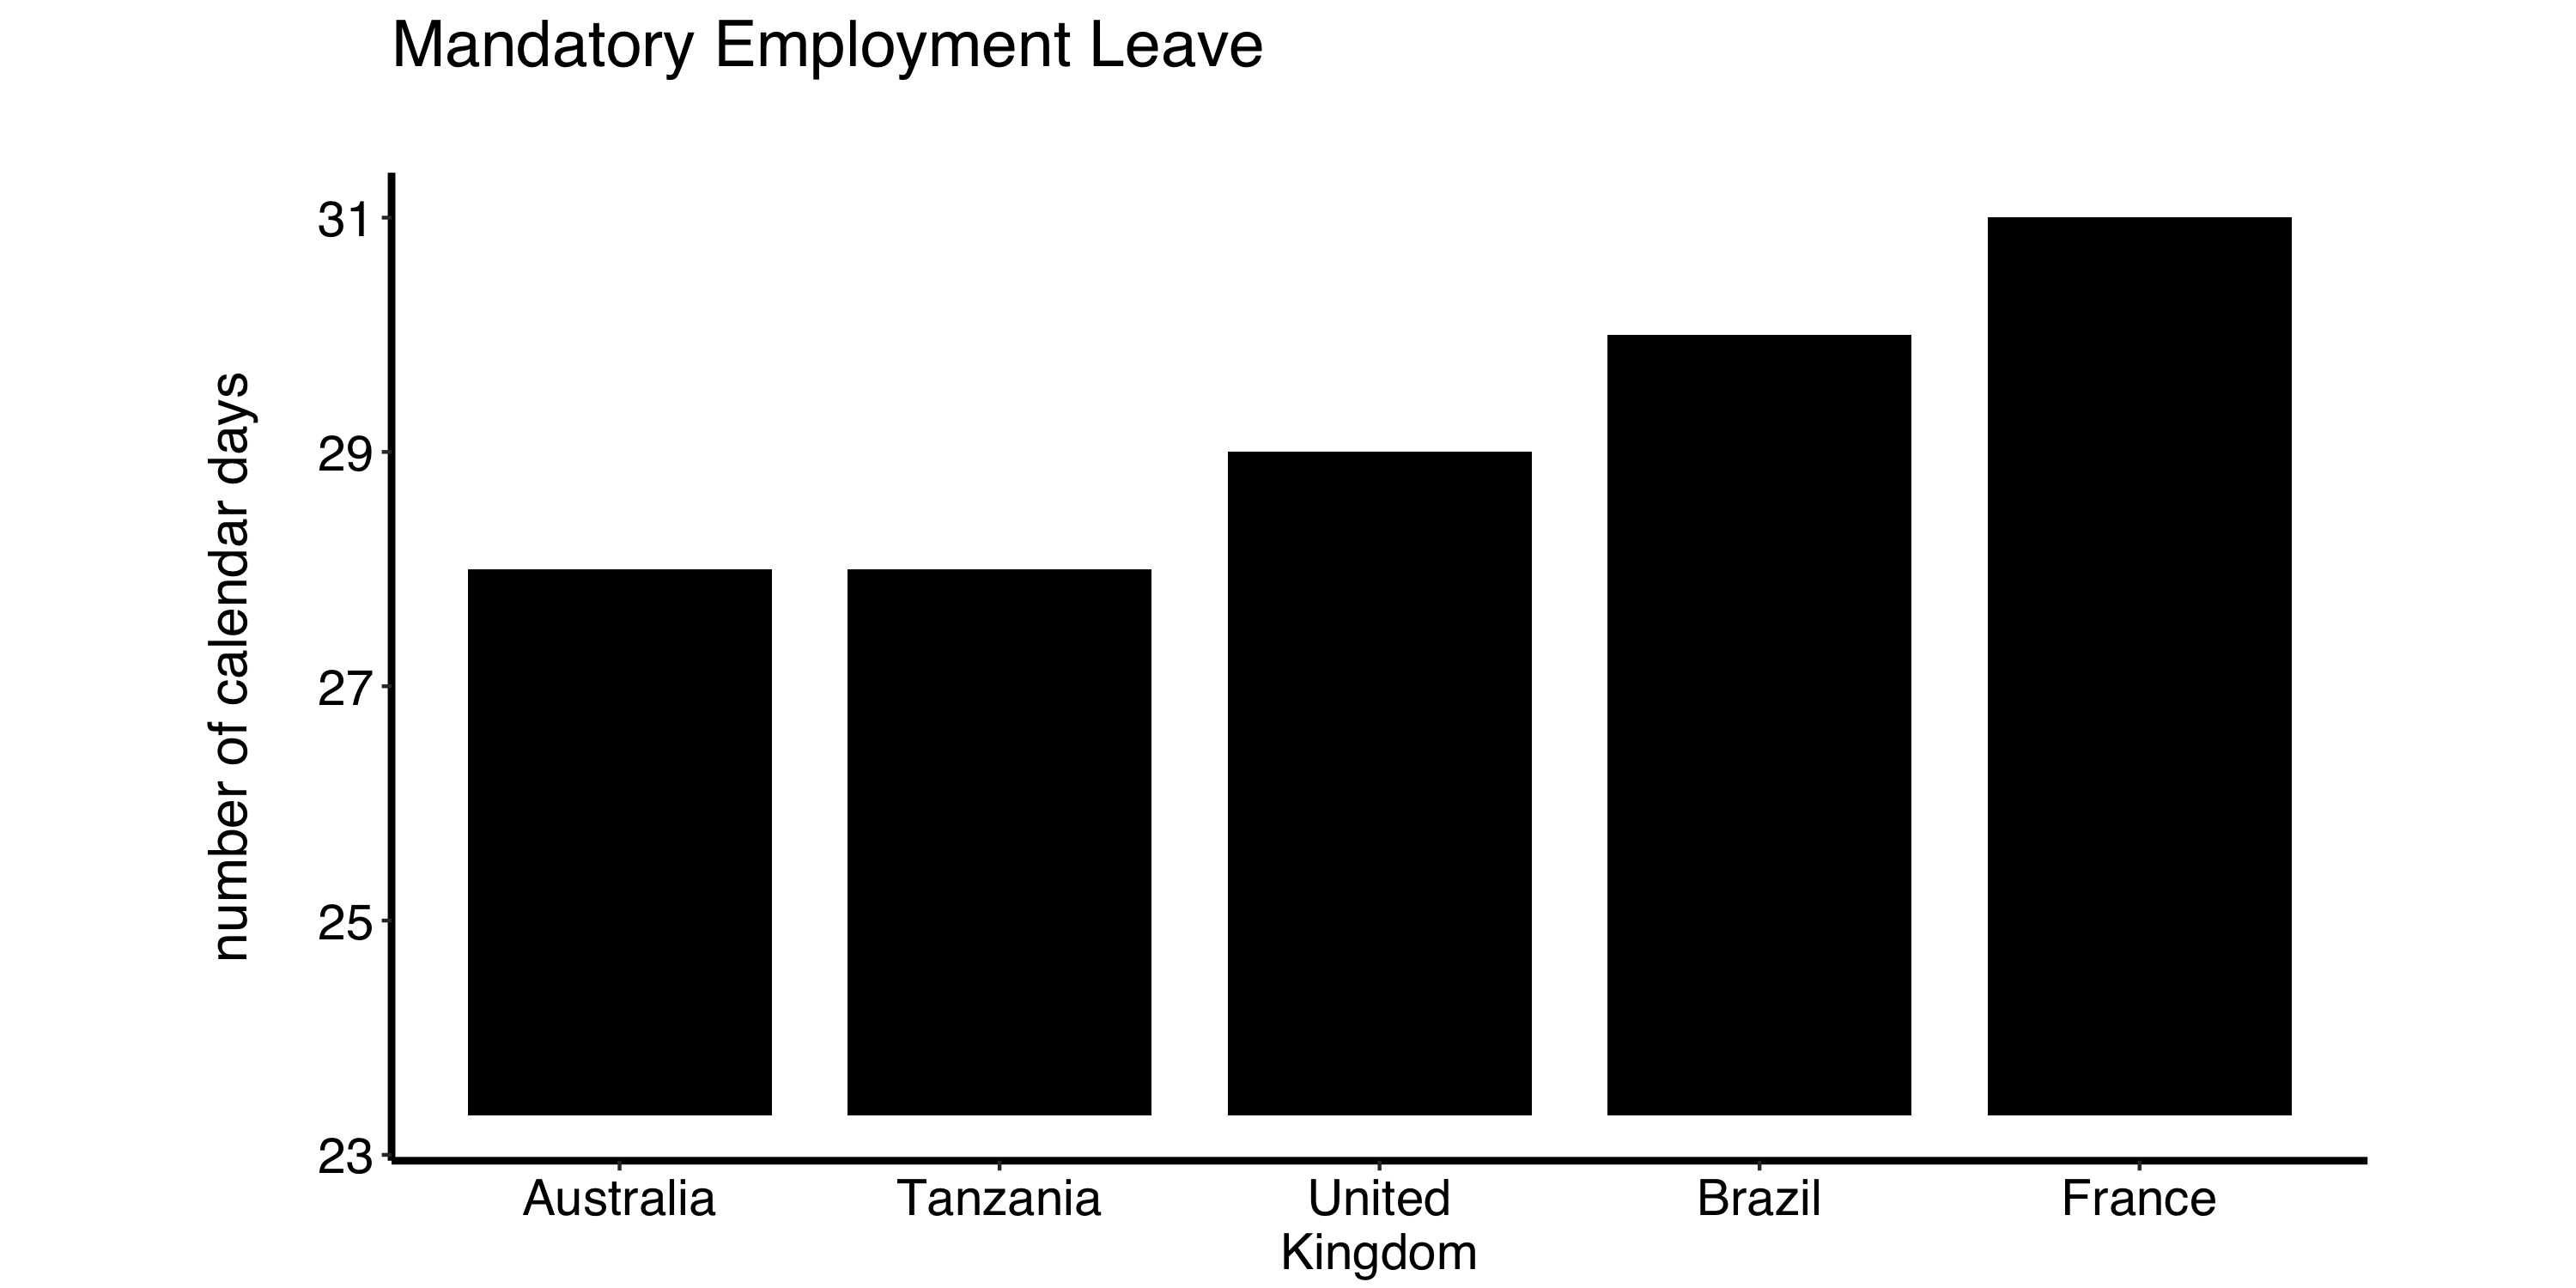 Mandatory Employment Leave
number of calendar days
31
29
27
25
23
Australia
Tanzania
United
Kingdom
Brazil
France